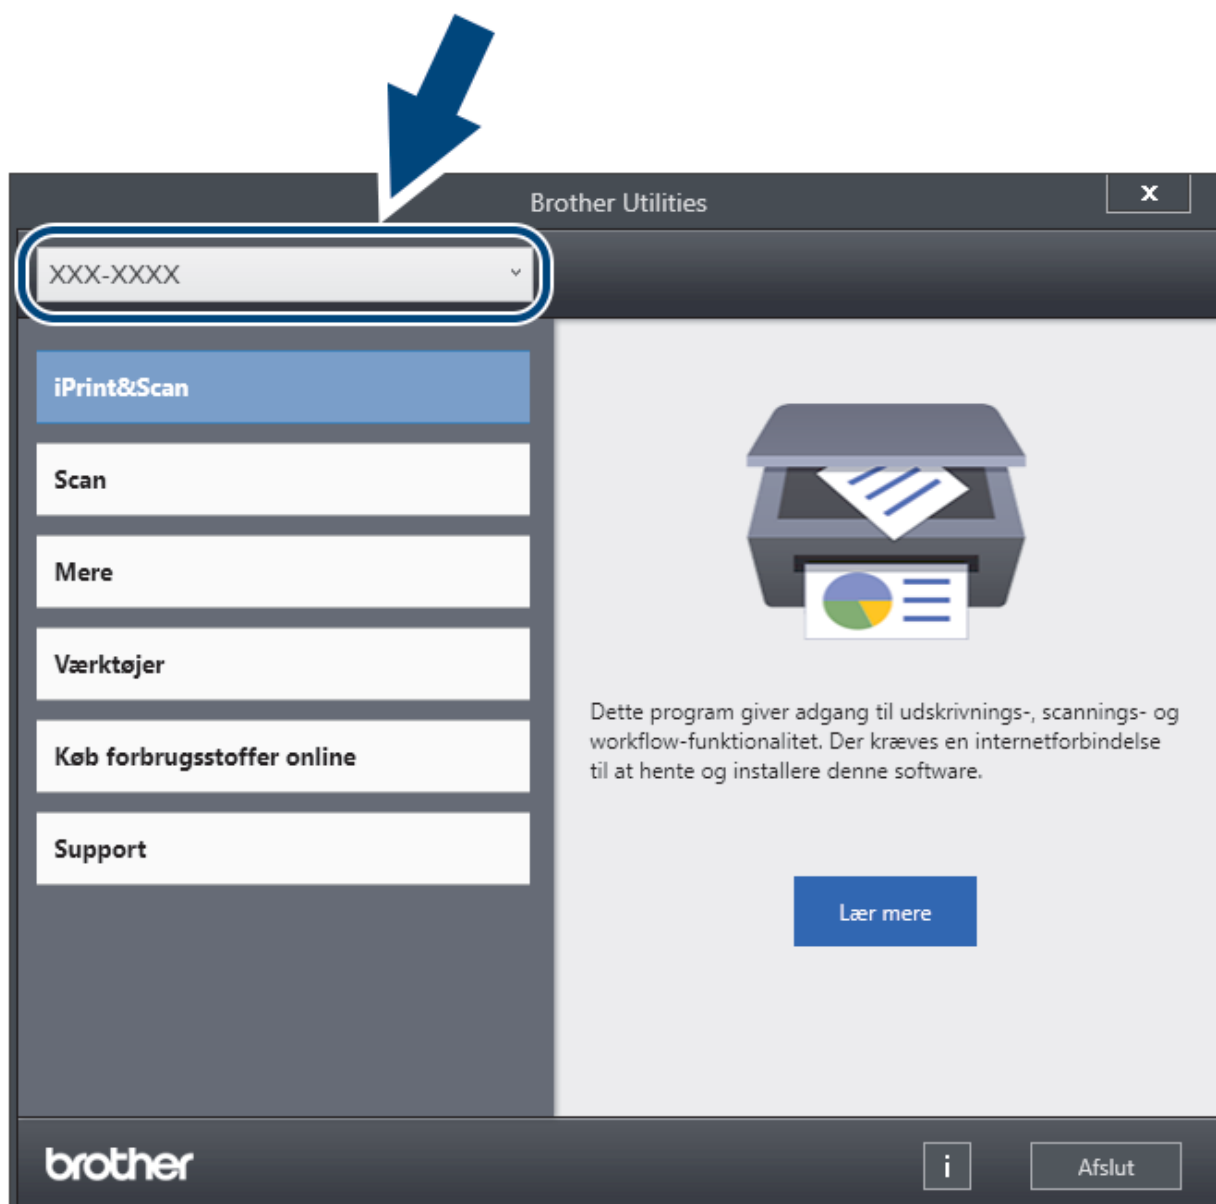 Brother Utilities
X
XXX-XXXX
iPrint&Scan
Scan
Mere
Værktøjer
Køb forbrugsstoffer online
Support
Dette program giver adgang til udskrivnings-, scannings- og
workflow-funktionalitet. Der kræves en internetforbindelse
til at hente og installere denne software.
Lær mere
brother
i
Afslut